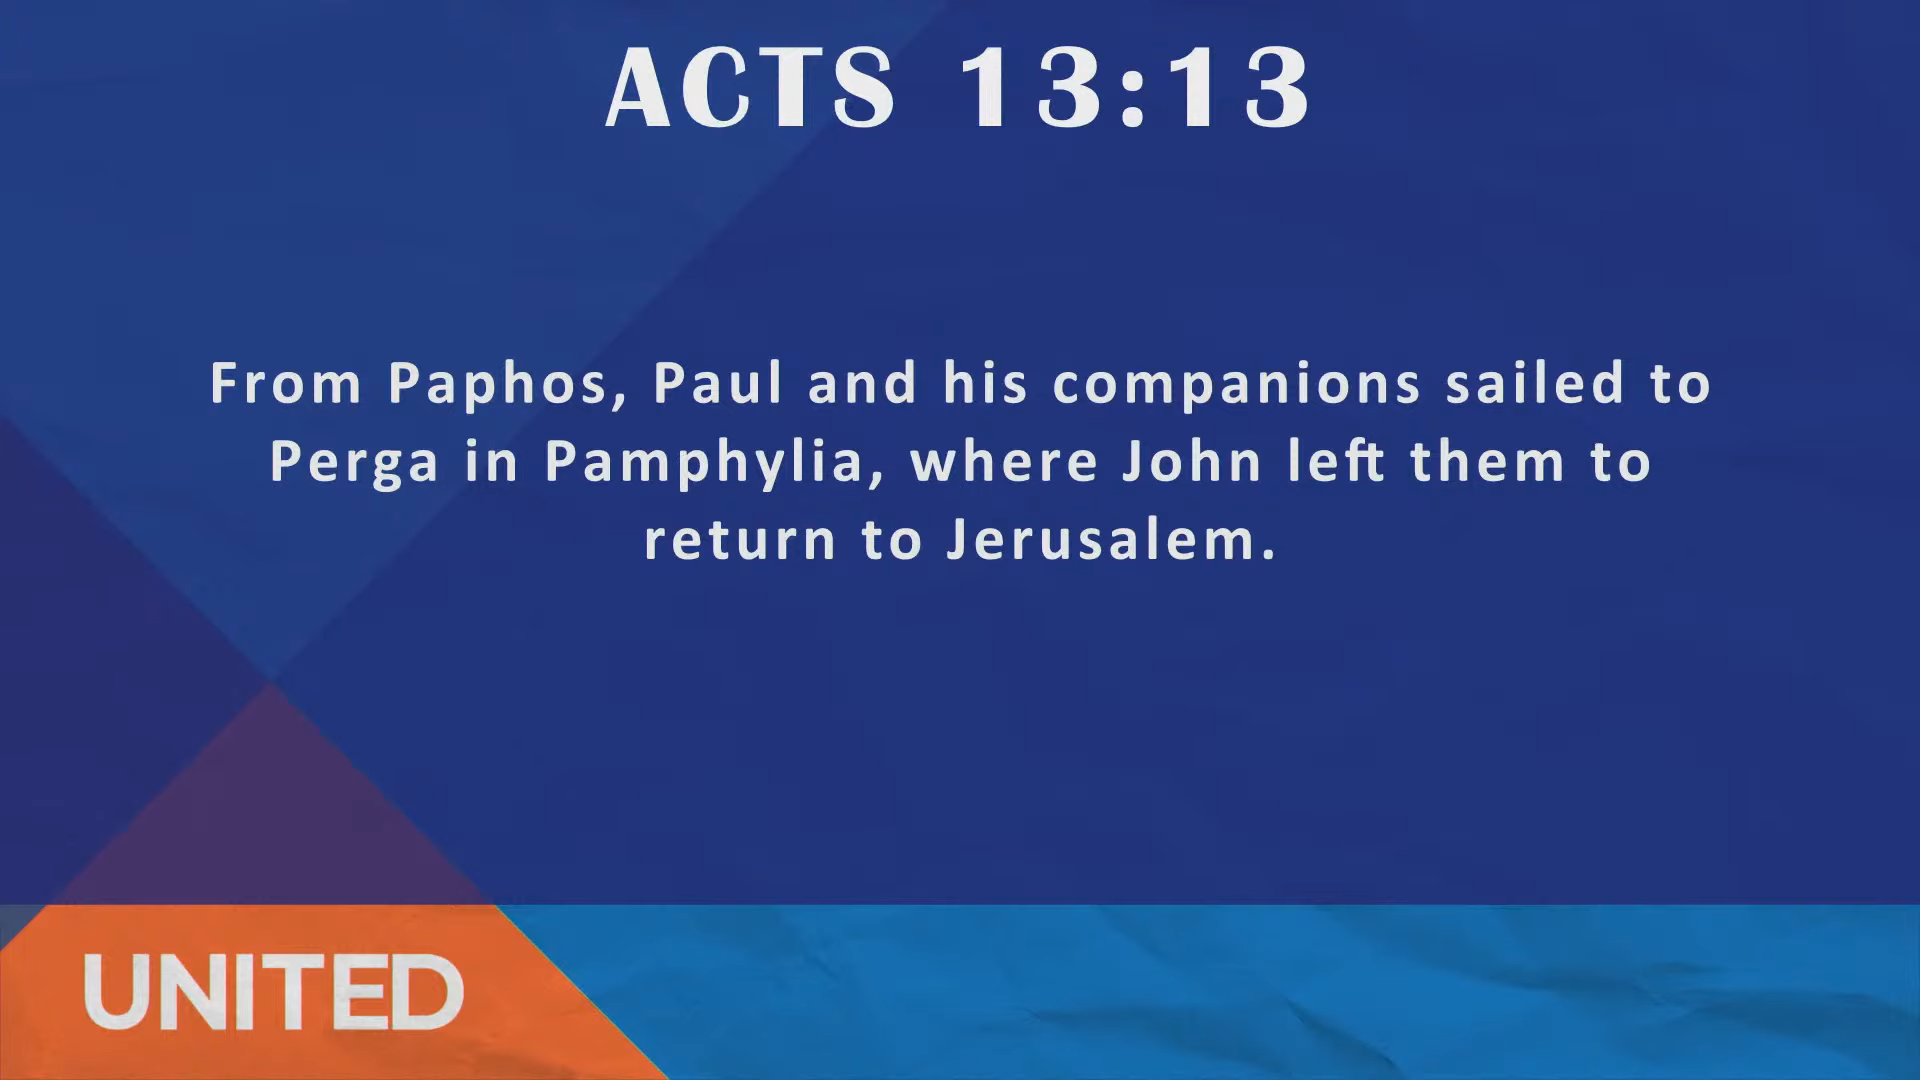 ACTS 13:13
From Paphos, Paul and his companions sailed to
Perga in Pamphylia, where John left them to
return to Jerusalem.
UNITED